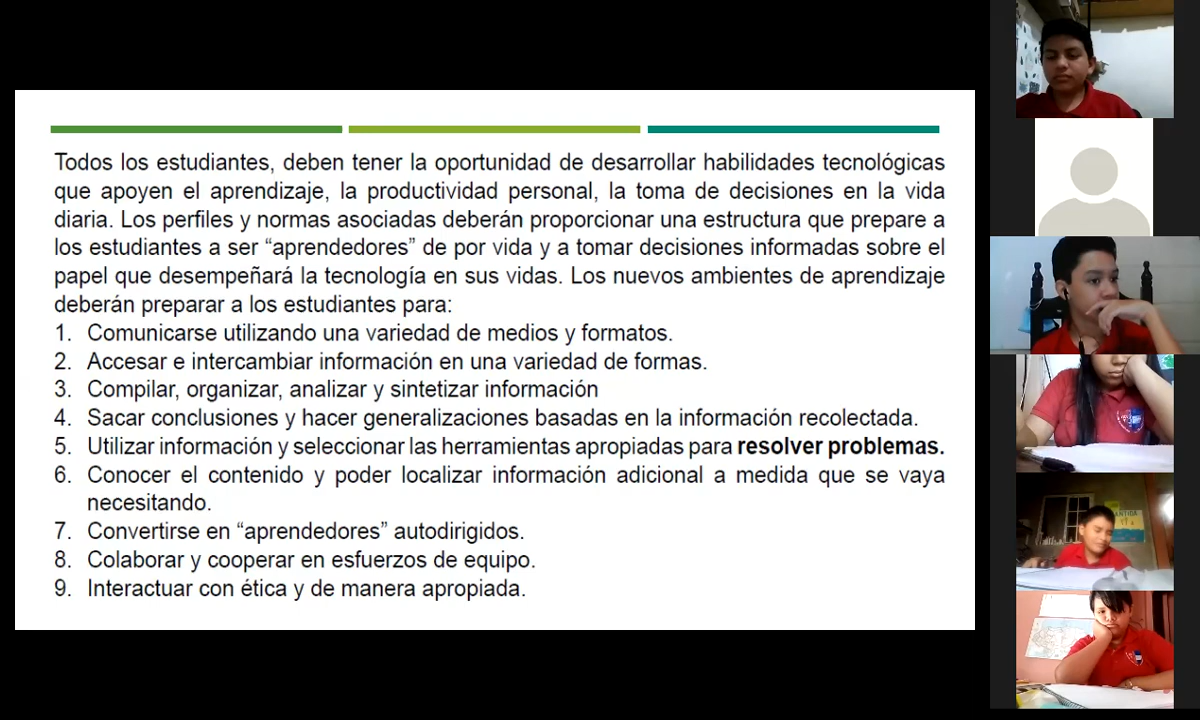 Todos los estudiantes, deben tener la oportunidad de desarrollar habilidades tecnológicas
que apoyen el aprendizaje, la productividad personal, la toma de decisiones en la vida
diaria. Los perfiles y normas asociadas deberán proporcionar una estructura que prepare a
los estudiantes a ser “aprendedores” de por vida y a tomar decisiones informadas sobre el
papel que desempeñará la tecnología en sus vidas. Los nuevos ambientes de aprendizaje
deberán preparar a los estudiantes para:
1. Comunicarse utilizando una variedad de medios y formatos.
2. Accesar e intercambiar información en una variedad de formas.
3. Compilar, organizar, analizar y sintetizar información
4. Sacar conclusiones y hacer generalizaciones basadas en la información recolectada.
5. Utilizar información y seleccionar las herramientas apropiadas para resolver problemas.
6. Conocer el contenido y poder localizar información adicional a medida que se vaya
necesitando.
7. Convertirse en “aprendedores” autodirigidos.
8. Colaborar y cooperar en esfuerzos de equipo.
9. Interactuar con ética y de manera apropiada.